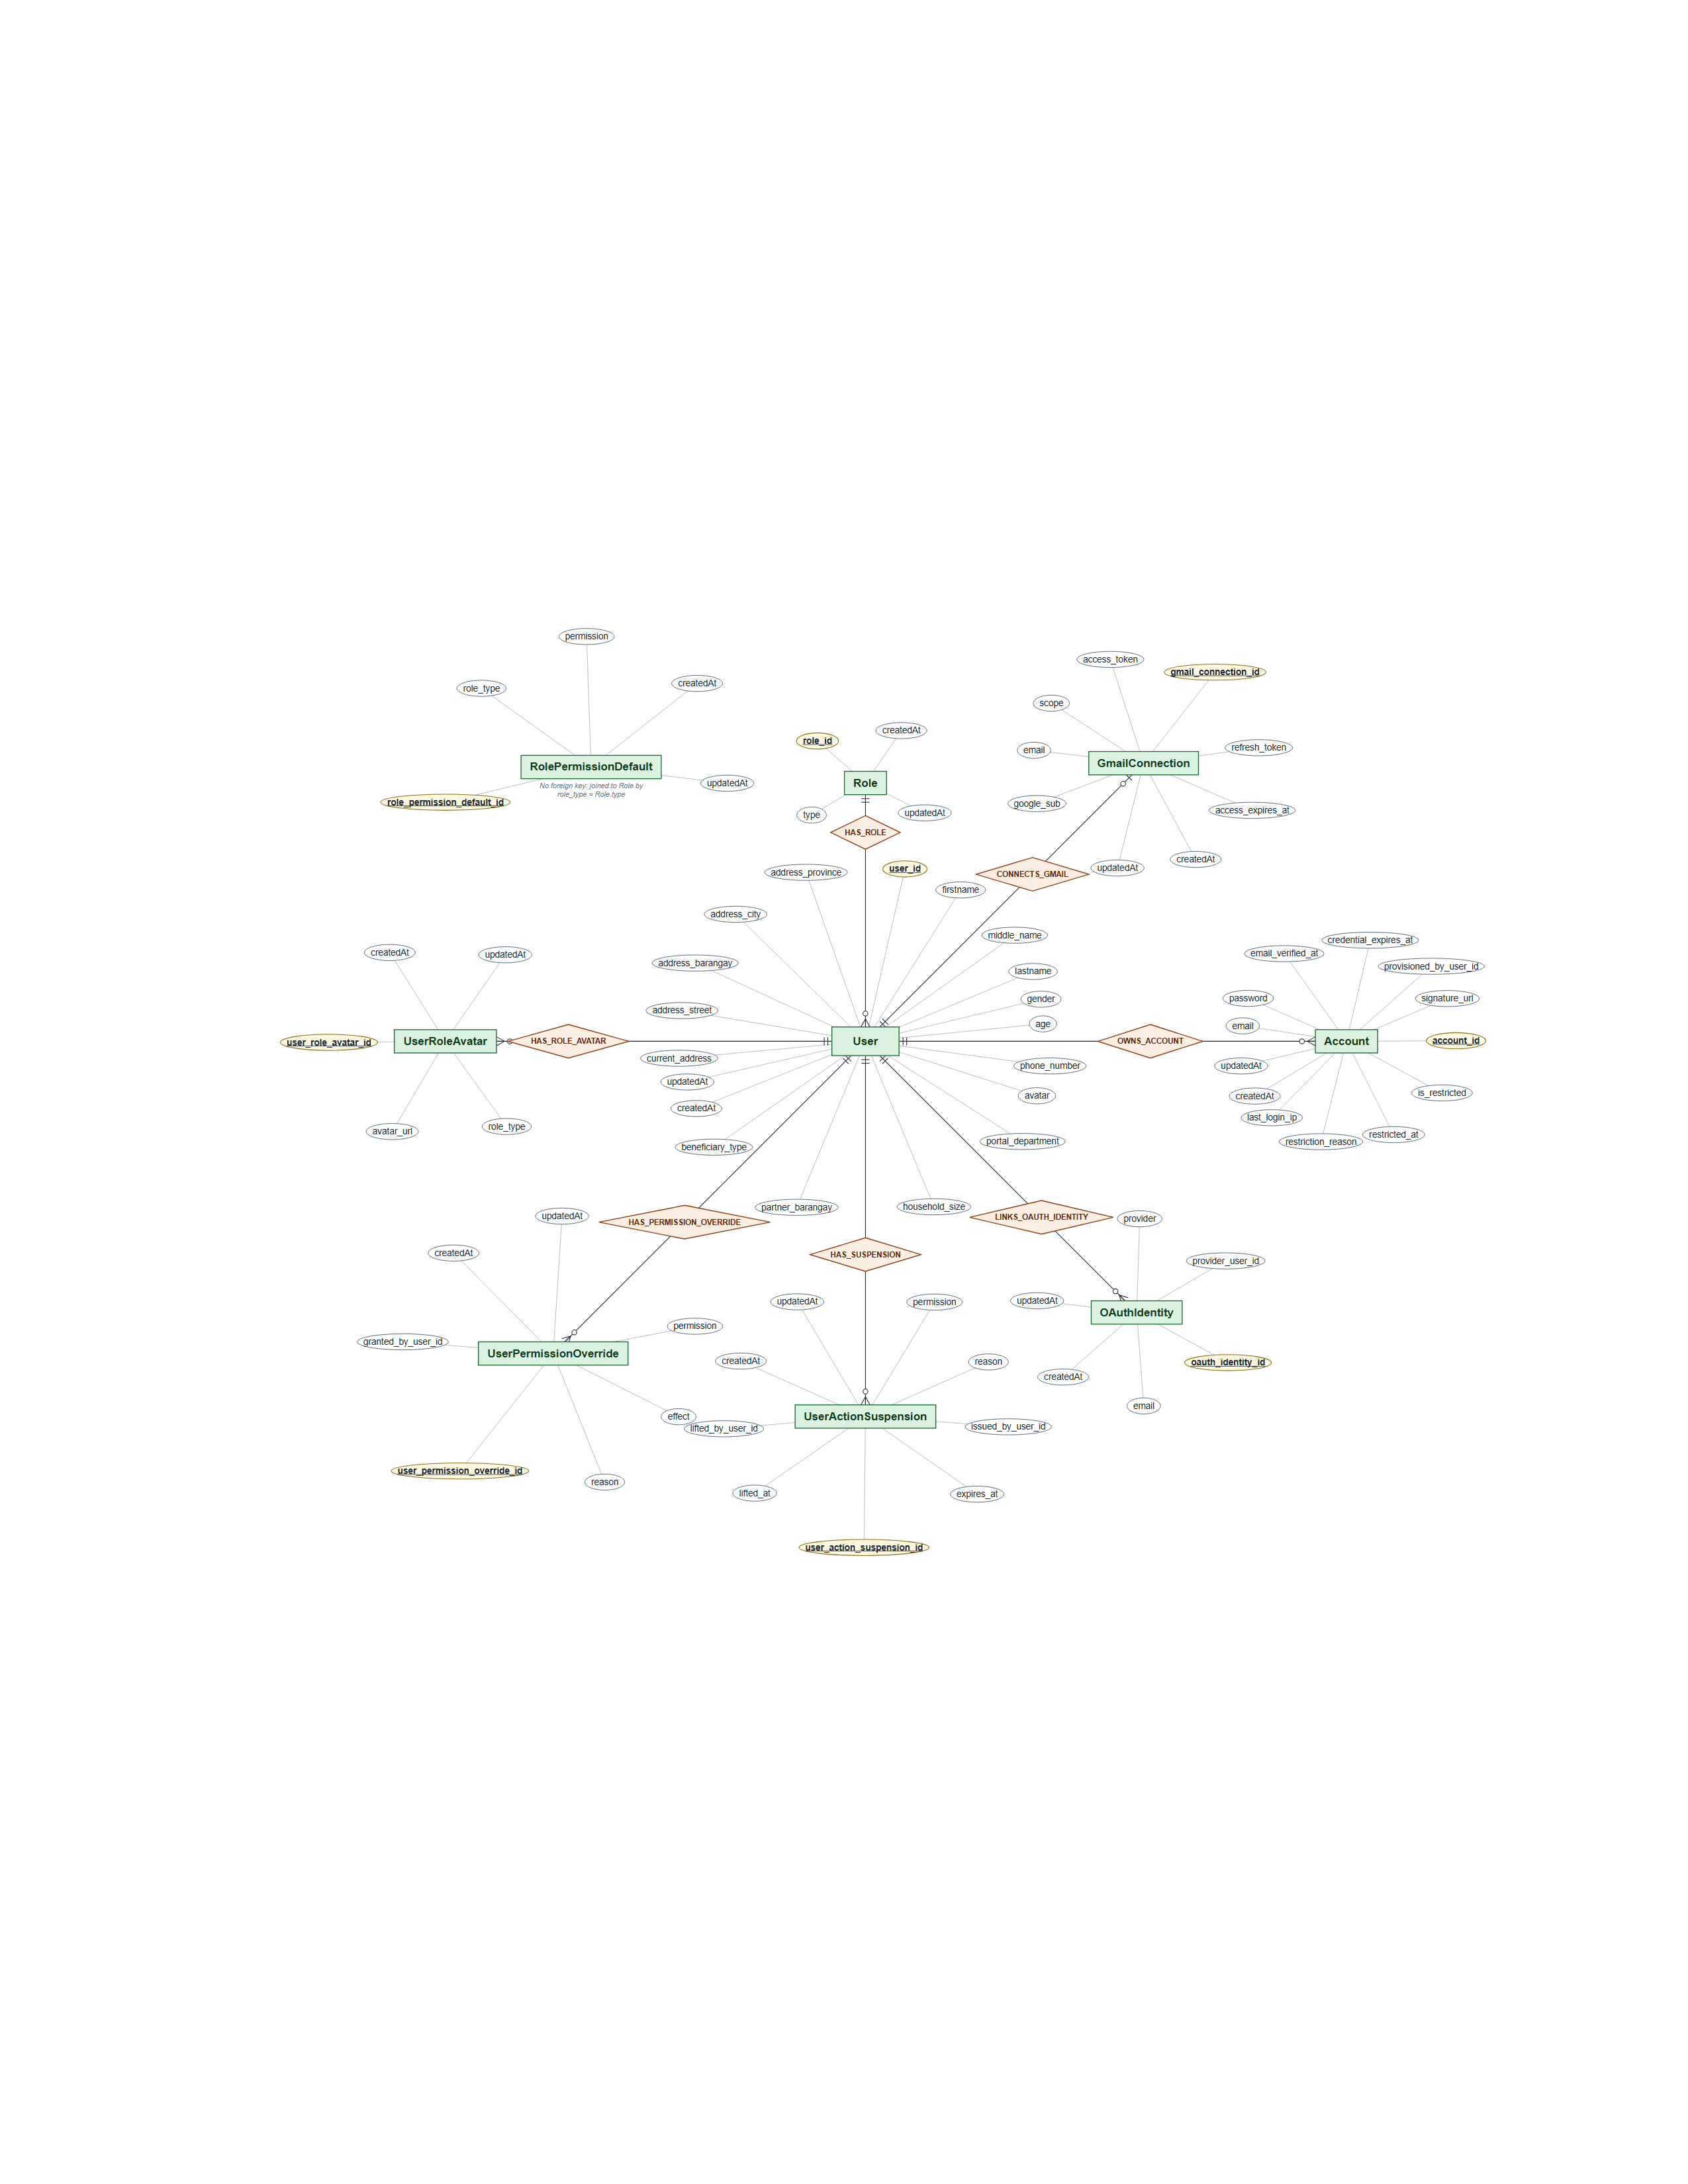 permission
role_type
createdAt
RolePermissionDefault
No foreign key: joined to Role by
role_type = Role.type
updatedAt
role_permission_default_id
role_id
createdAt
Role
type
updatedAt
HAS_ROLE
access_token
gmail_connection_id
scope
email
refresh_token
GmailConnection
google_sub
access_expires_at
updatedAt
createdAt
CONNECTS_GMAIL
address_province
user_id
firstname
address_city
middle_name
address_barangay
lastname
gender
address_street
age
User
current_address
phone_number
updatedAt
avatar
createdAt
portal_department
beneficiary_type
partner_barangay
household_size
createdAt
updatedAt
user_role_avatar_id
UserRoleAvatar
HAS_ROLE_AVATAR
avatar_url
role_type
OWNS_ACCOUNT
credential_expires_at
email_verified_at
provisioned_by_user_id
password
signature_url
email
Account
account_id
updatedAt
createdAt
is_restricted
last_login_ip
restriction_reason
restricted_at
HAS_PERMISSION_OVERRIDE
updatedAt
createdAt
permission
granted_by_user_id
UserPermissionOverride
effect
user_permission_override_id
reason
HAS_SUSPENSION
updatedAt
permission
createdAt
reason
UserActionSuspension
lifted_by_user_id
issued_by_user_id
lifted_at
expires_at
user_action_suspension_id
LINKS_OAUTH_IDENTITY
provider
provider_user_id
updatedAt
OAuthIdentity
oauth_identity_id
createdAt
email